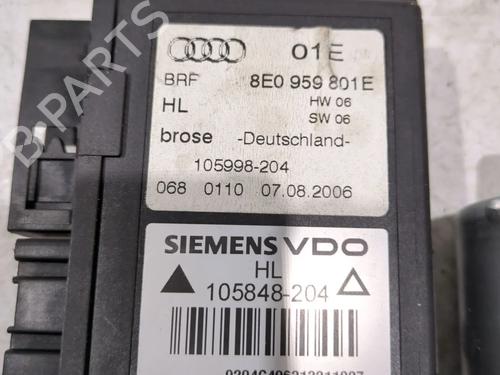 01E
BRF 8E0 959 801E
HL HW 06
SW 06
brose -Deutschland-
105998-204
068 0110 07.08.2006
SIEMENS VDO
HL
105848-204
B-Parts